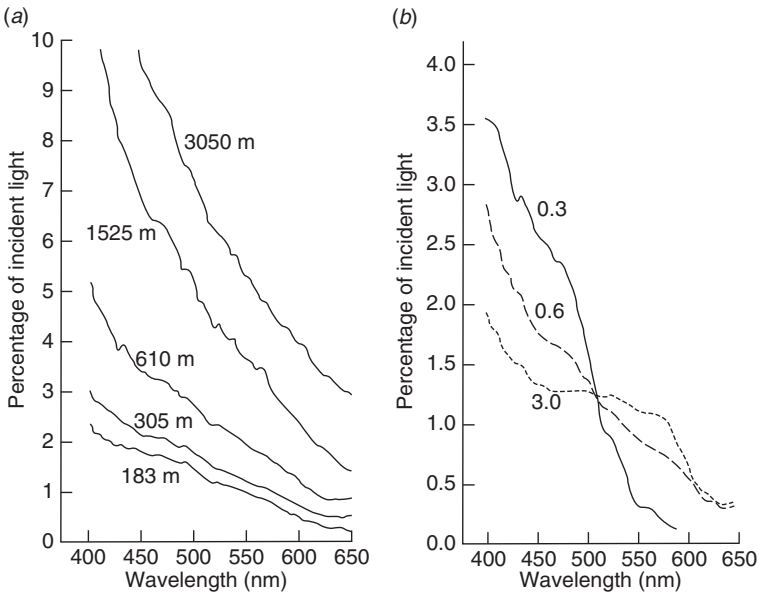 (a)
Percentage of incident light
10
9
8
7
6
5
4
3
2
1
0
3050 m
1525 m
610 m
305 m
183 m
400 450 500 550 600 650
Wavelength (nm)
(b)
Percentage of incident light
4.0
3.5
3.0
2.5
2.0
1.5
1.0
0.5
0.0
0.3
0.6
3.0
400 450 500 550 600 650
Wavelength (nm)